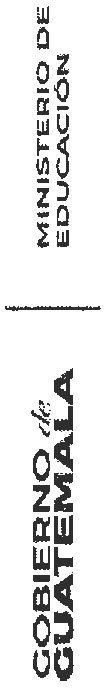 GOBIERNO de
GUATEMALA
MINISTERIO DE
EDUCACIÓN